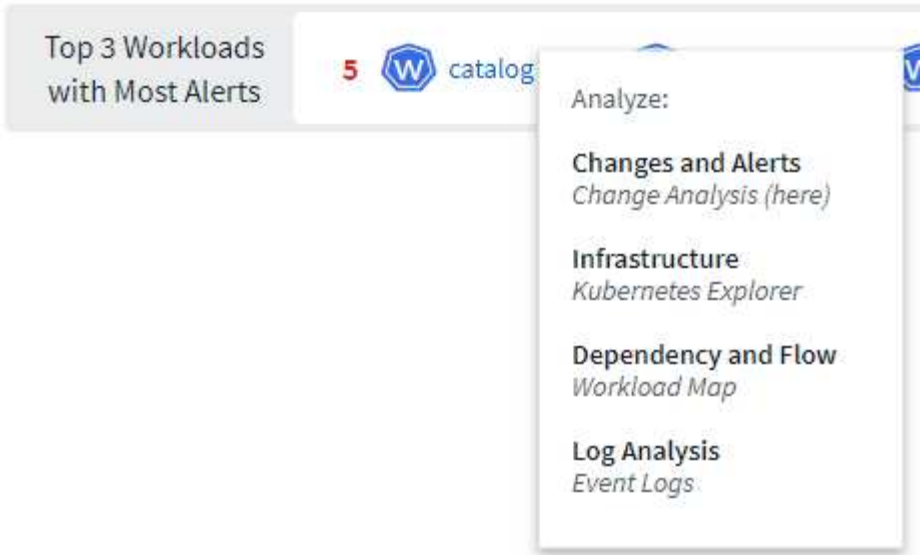 Top 3 Workloads
with Most Alerts
5 W catalog
Analyze:
Changes and Alerts
Change Analysis (here)
Infrastructure
Kubernetes Explorer
Dependency and Flow
Workload Map
Log Analysis
Event Logs